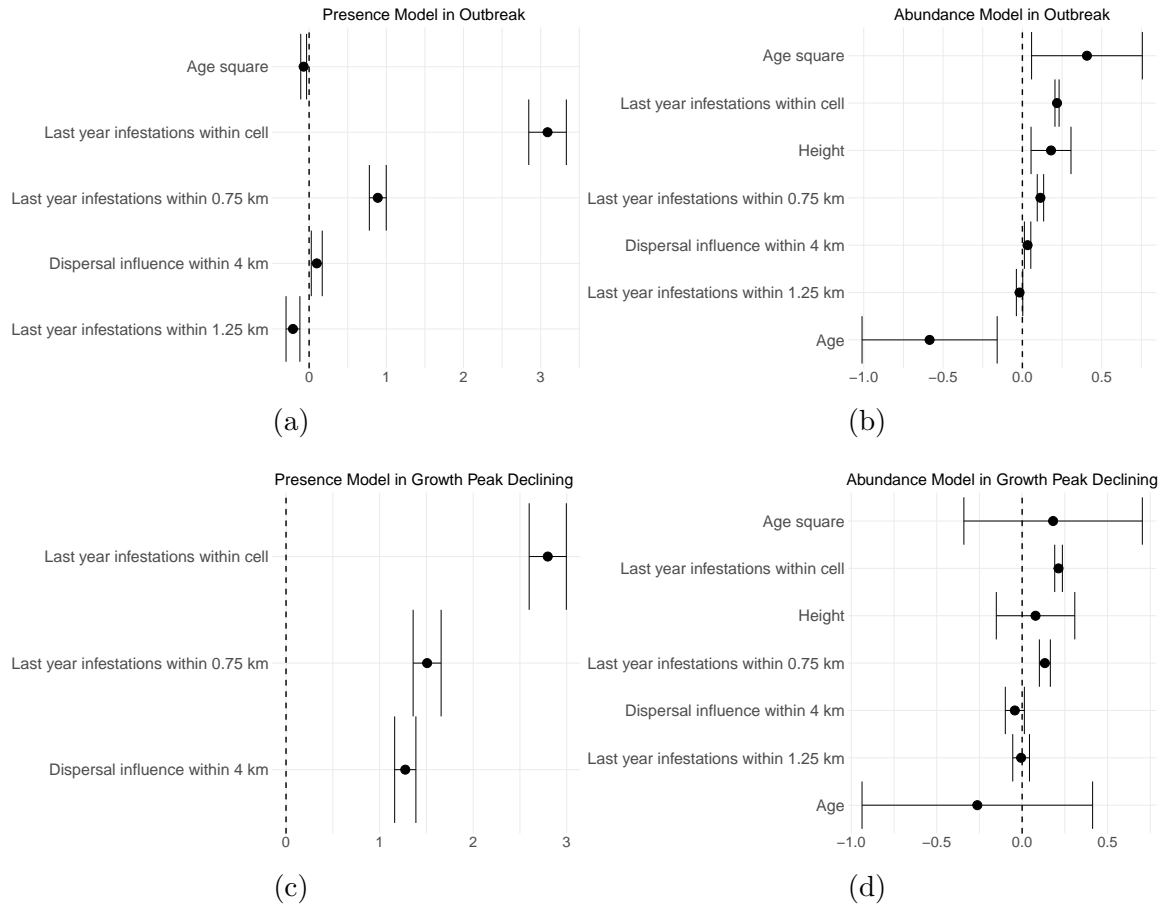 Presence Model in Outbreak
Age square
Last year infestations within cell
Last year infestations within 0.75 km
Dispersal influence within 4 km
Last year infestations within 1.25 km
0 1 2 3
(a)
Abundance Model in Outbreak
Age square
Last year infestations within cell
Height
Last year infestations within 0.75 km
Dispersal influence within 4 km
Last year infestations within 1.25 km
Age
−1.0 −0.5 0.0 0.5
(b)
Presence Model in Growth Peak Declining
Last year infestations within cell
Last year infestations within 0.75 km
Dispersal influence within 4 km
0 1 2 3
(c)
Abundance Model in Growth Peak Declining
Age square
Last year infestations within cell
Height
Last year infestations within 0.75 km
Dispersal influence within 4 km
Last year infestations within 1.25 km
Age
−1.0 −0.5 0.0 0.5
(d)